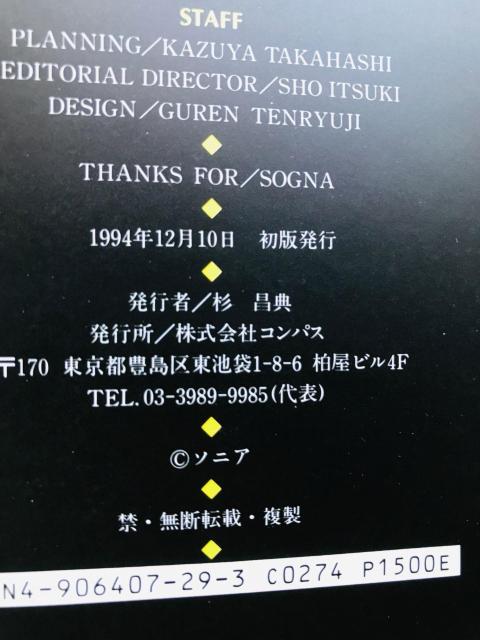 STAFF
PLANNING／KAZUYA TAKAHASHI
EDITORIAL DIRECTOR／SHO ITSUKI
DESIGN／GUREN TENRYUJI
THANKS FOR／SOGNA
1994年12月10日 初版発行
発行者／杉 昌典
発行所／株式会社コンパス
〒170 東京都豊島区東池袋1-8-6 柏屋ビル4F
TEL.03-3989-9985(代表)
©ソニア
禁・無断転載・複製
N4-906407-29-3 C0274 P1500E